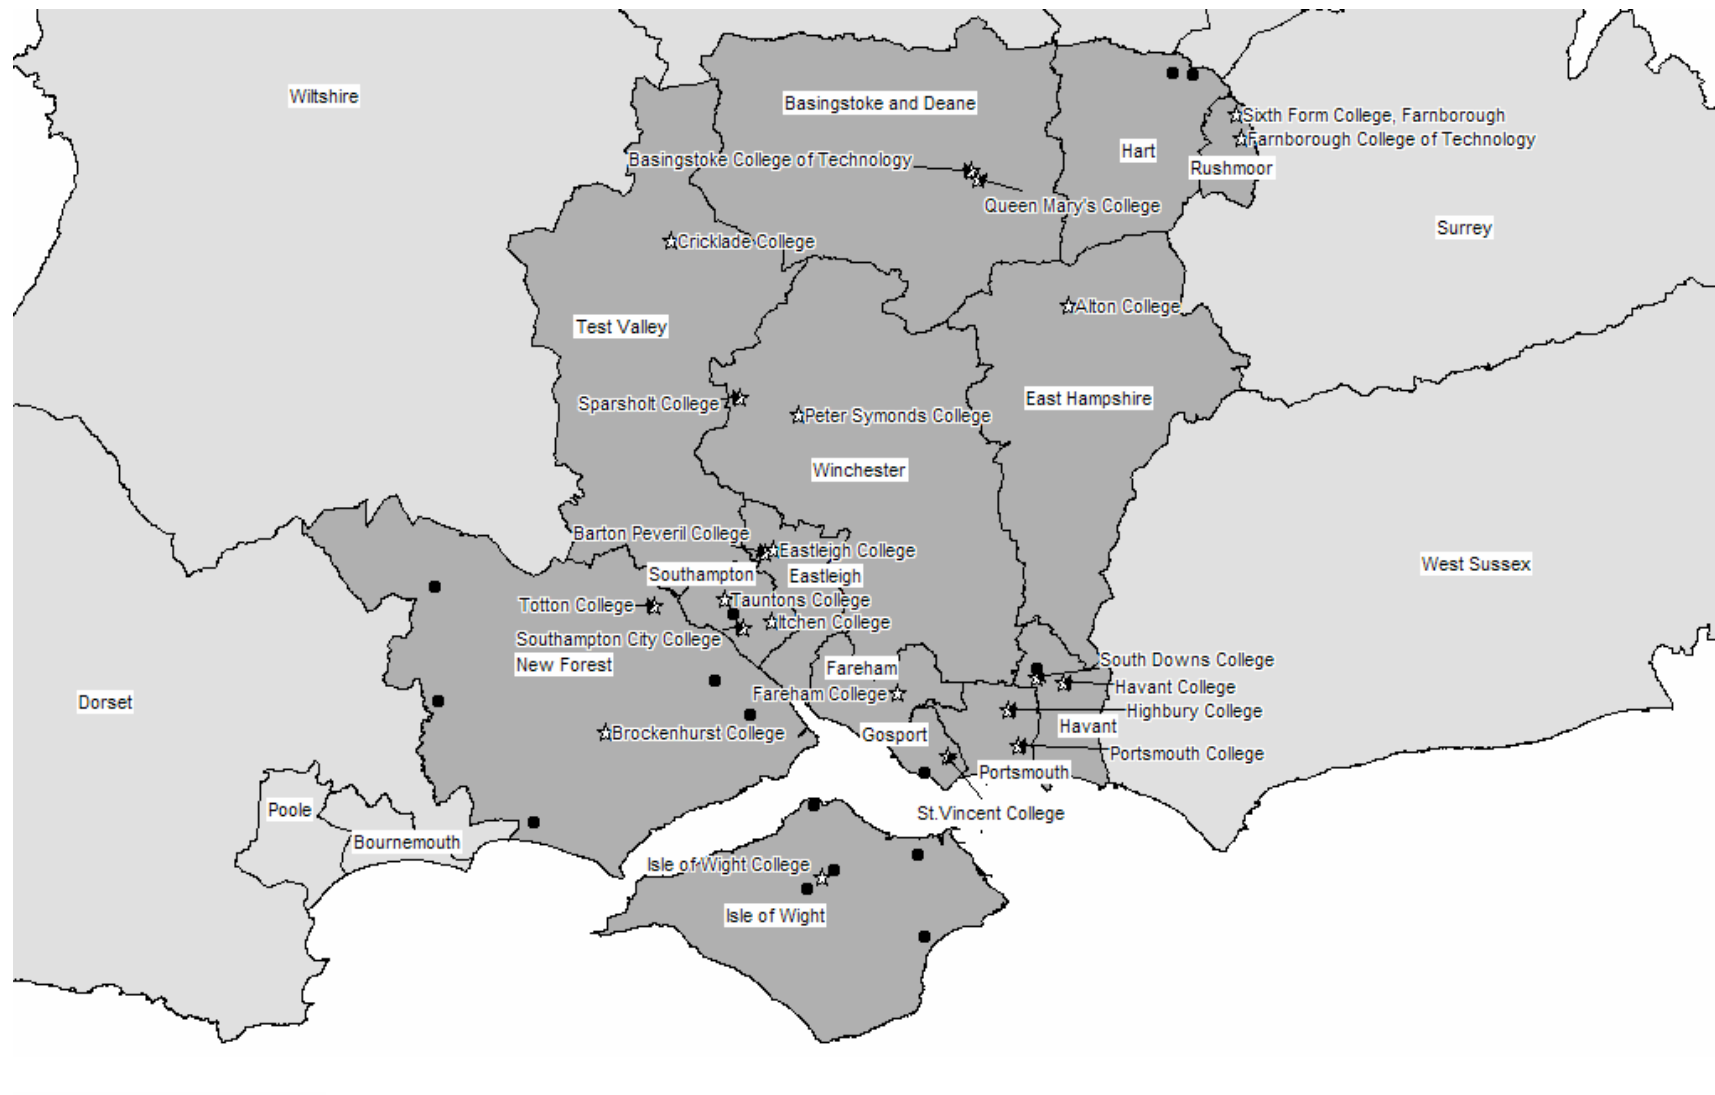 Wiltshire
Basingstoke and Deane
Sixth Form College, Farnborough
Farnborough College of Technology
Hart
Basingstoke College of Technology
Rushmoor
Queen Mary's College
Surrey
Cricklade College
Alton College
Test Valley
East Hampshire
Sparsholt College
Peter Symonds College
Winchester
Barton Peveril College
Eastleigh College
West Sussex
Southampton
Eastleigh
Tauntons College
Totton College
Itchen College
Southampton City College
New Forest
Fareham
South Downs College
Havant College
Fareham College
Dorset
Highbury College
Havant
Brockenhurst College
Gosport
Portsmouth College
Portsmouth
Poole
St.Vincent College
Bournemouth
Isle of Wight College
Isle of Wight